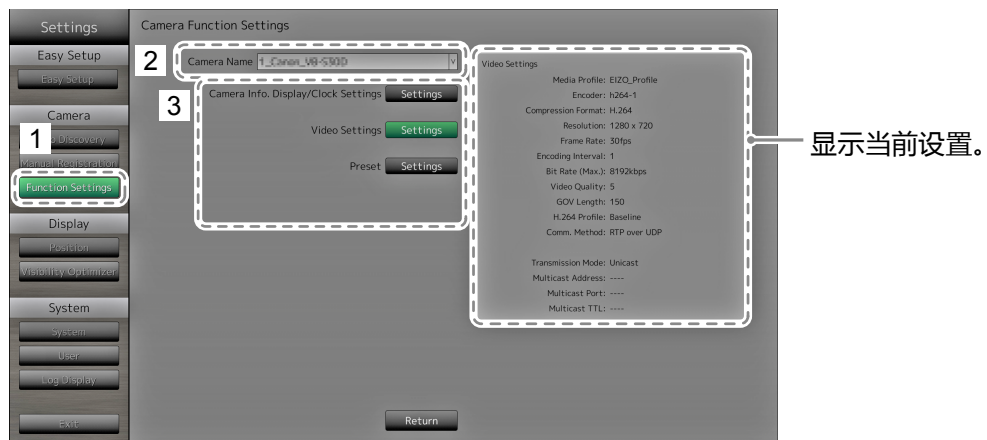 Settings
Easy Setup
Easy Setup
Camera
Discovery
Manual Registration
Function Settings
Display
Position
Visibility Optimizer
System
System
User
Log Display
Exit
1
Camera Function Settings
2
Camera Name 1_Canon_VB-S30D
3
Camera Info. Display/Clock Settings Settings
Video Settings Settings
Preset Settings
Return
Video Settings
Media Profile: EIZO_Profile
Encoder: h264-1
Compression Format: H.264
Resolution: 1280 x 720
Frame Rate: 30fps
Encoding Interval: 1
Bit Rate (Max.): 8192kbps
Video Quality: 5
GOV Length: 150
H.264 Profile: Baseline
Comm. Method: RTP over UDP
Transmission Mode: Unicast
Multicast Address: ----
Multicast Port: ----
Multicast TTL: ----
显示当前设置。